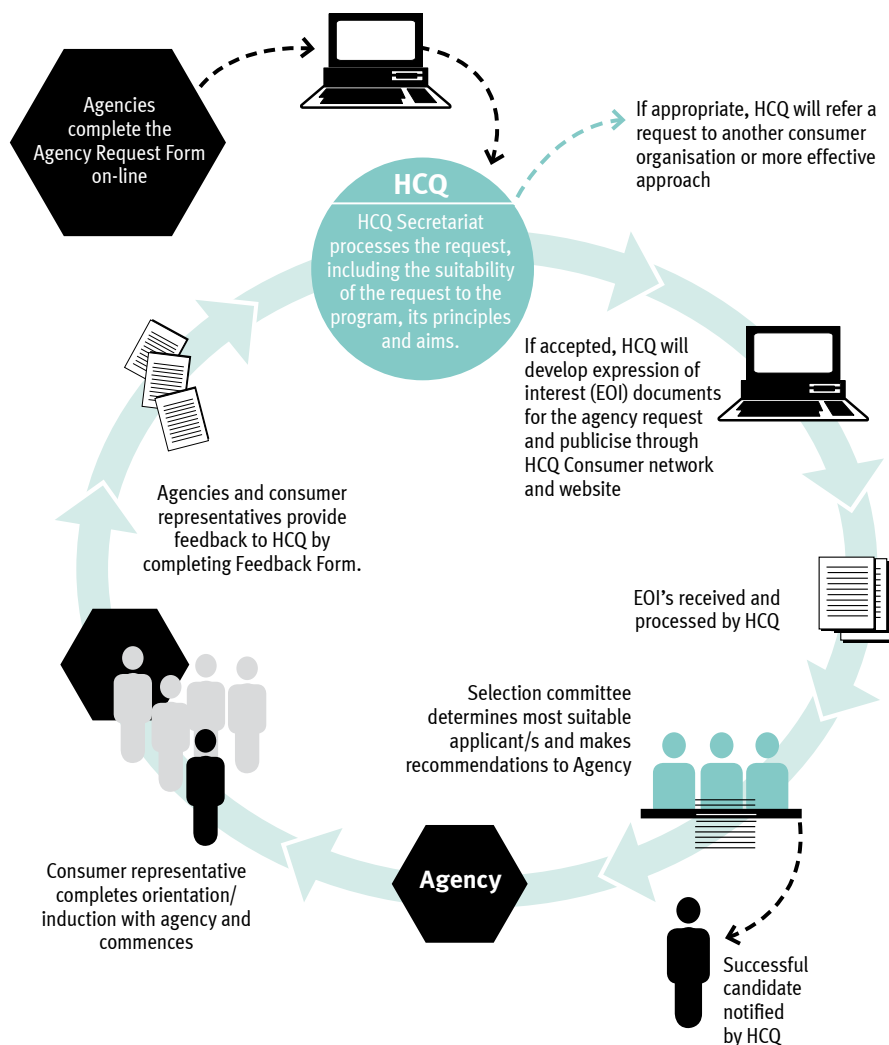 Agencies
complete the
Agency Request Form
on-line
If appropriate, HCQ will refer a
request to another consumer
organisation or more effective
approach
HCQ
HCQ Secretariat
processes the request,
including the suitability
of the request to the
program, its principles
and aims.
If accepted, HCQ will
develop expression of
interest (EOI) documents
for the agency request
and publicise through
HCQ Consumer network
and website
EOI's received and
processed by HCQ
Selection committee
determines most suitable
applicant/s and makes
recommendations to Agency
Successful
candidate
notified
by HCQ
Agency
Consumer representative
completes orientation/
induction with agency and
commences
Agencies and consumer
representatives provide
feedback to HCQ by
completing Feedback Form.